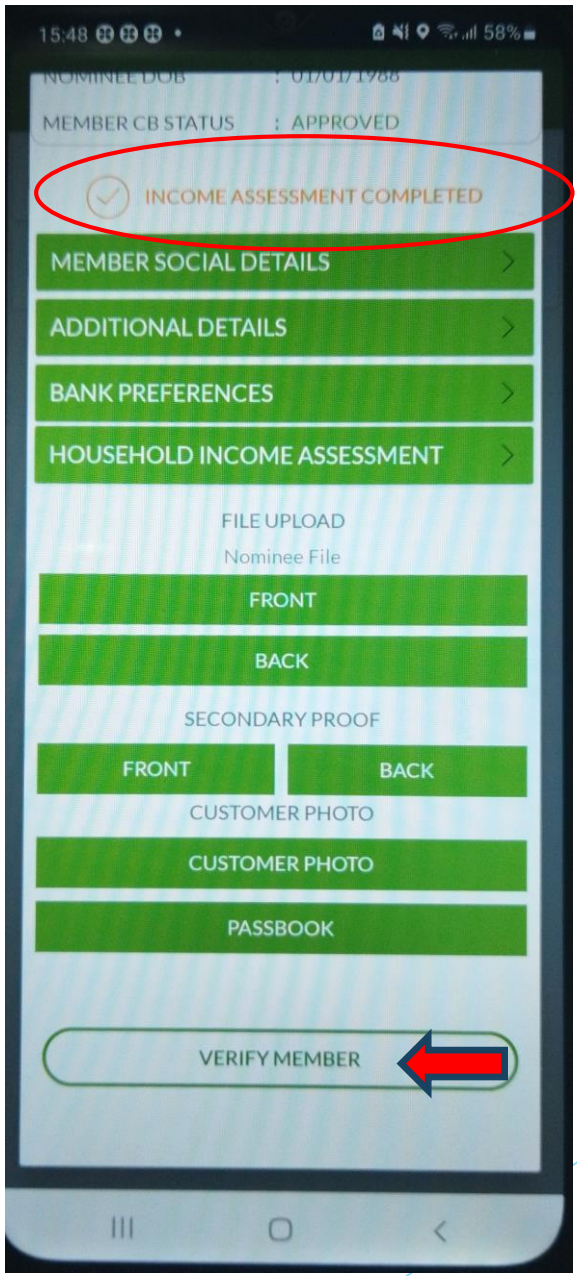 15:48 58%
NOMINEE DOB : 01/01/1988
MEMBER CB STATUS : APPROVED
INCOME ASSESSMENT COMPLETED
MEMBER SOCIAL DETAILS
ADDITIONAL DETAILS
BANK PREFERENCES
HOUSEHOLD INCOME ASSESSMENT
FILE UPLOAD
Nominee File
FRONT
BACK
SECONDARY PROOF
FRONT BACK
CUSTOMER PHOTO
CUSTOMER PHOTO
PASSBOOK
VERIFY MEMBER